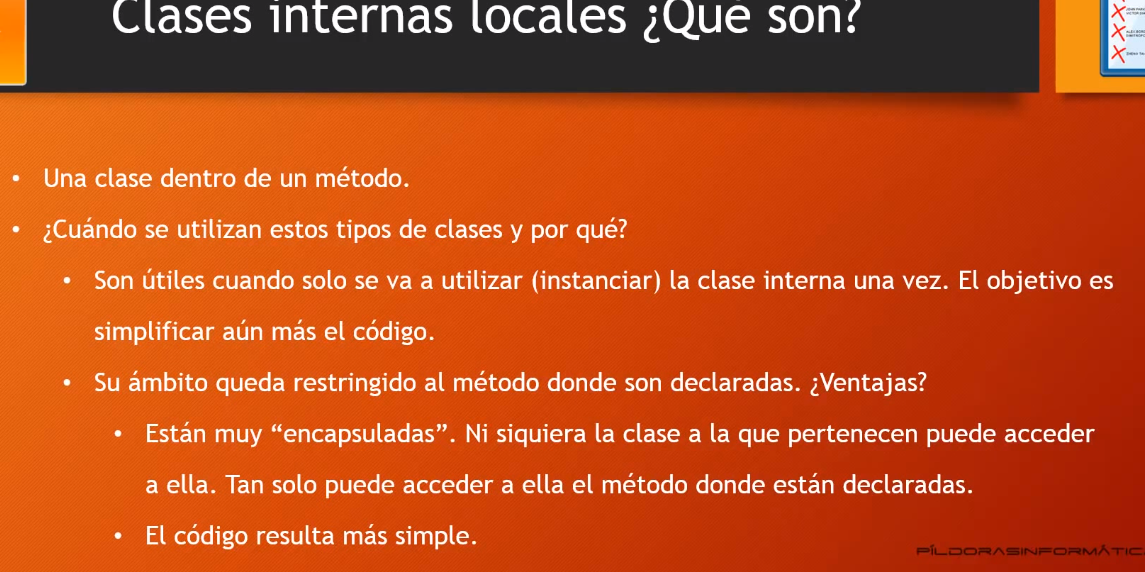 Clases internas locales ¿Qué son?
• Una clase dentro de un método.
• ¿Cuándo se utilizan estos tipos de clases y por qué?
• Son útiles cuando solo se va a utilizar (instanciar) la clase interna una vez. El objetivo es
simplificar aún más el código.
• Su ámbito queda restringido al método donde son declaradas. ¿Ventajas?
• Están muy “encapsuladas”. Ni siquiera la clase a la que pertenecen puede acceder
a ella. Tan solo puede acceder a ella el método donde están declaradas.
• El código resulta más simple.
PÍLDORASINFORMÁTIC